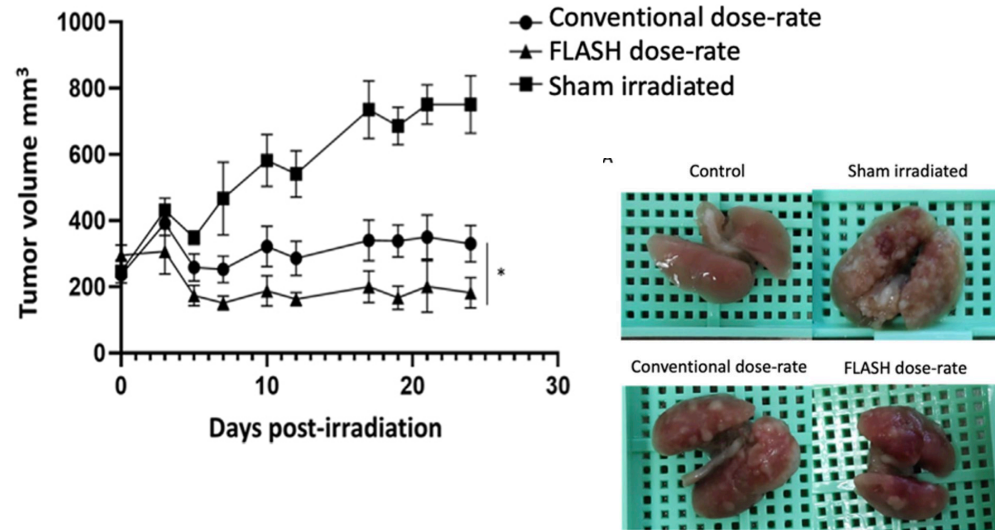 1000
800
600
400
200
0
Tumor volume mm³
0 10 20 30
Days post-irradiation
Conventional dose-rate
FLASH dose-rate
Sham irradiated
*
Control
Sham irradiated
Conventional dose-rate
FLASH dose-rate